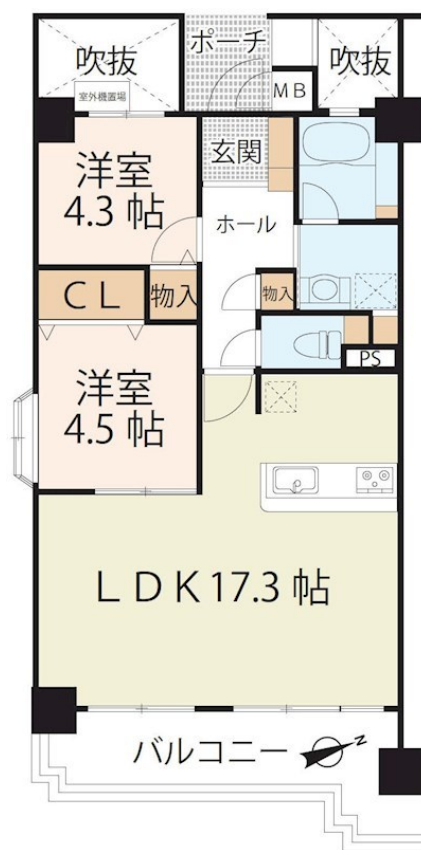 吹抜
ポーチ
吹抜
室外機置場
MB
玄関
洋室
4.3 帖
ホール
CL
物入
物入
PS
洋室
4.5 帖
LDK17.3 帖
バルコニー
N